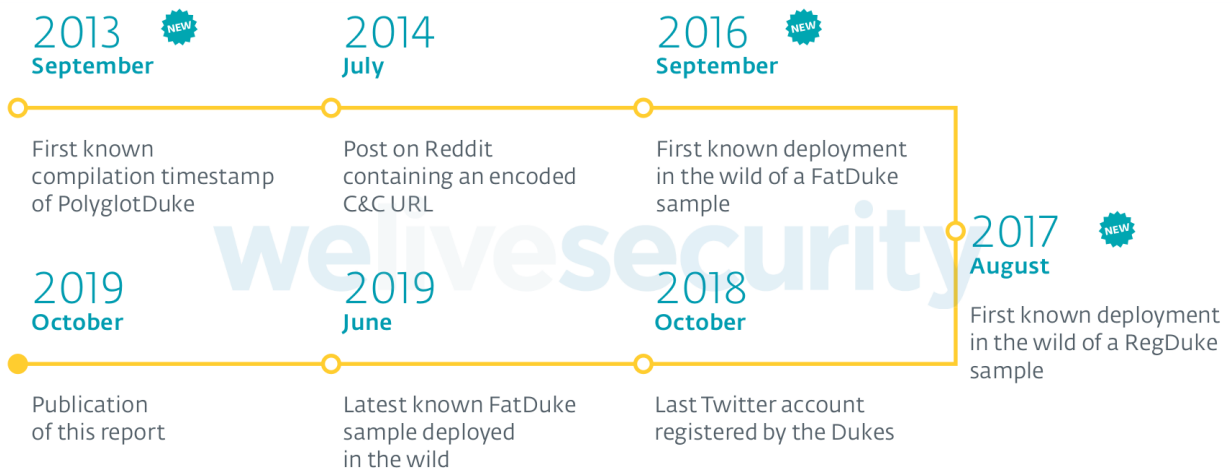 2013
NEW
September
First known
compilation timestamp
of PolyglotDuke
2014
July
Post on Reddit
containing an encoded
C&C URL
2016
NEW
September
First known deployment
in the wild of a FatDuke
sample
2017
NEW
August
First known deployment
in the wild of a RegDuke
sample
2018
October
Last Twitter account
registered by the Dukes
2019
June
Latest known FatDuke
sample deployed
in the wild
2019
October
Publication
of this report
welivesecurity